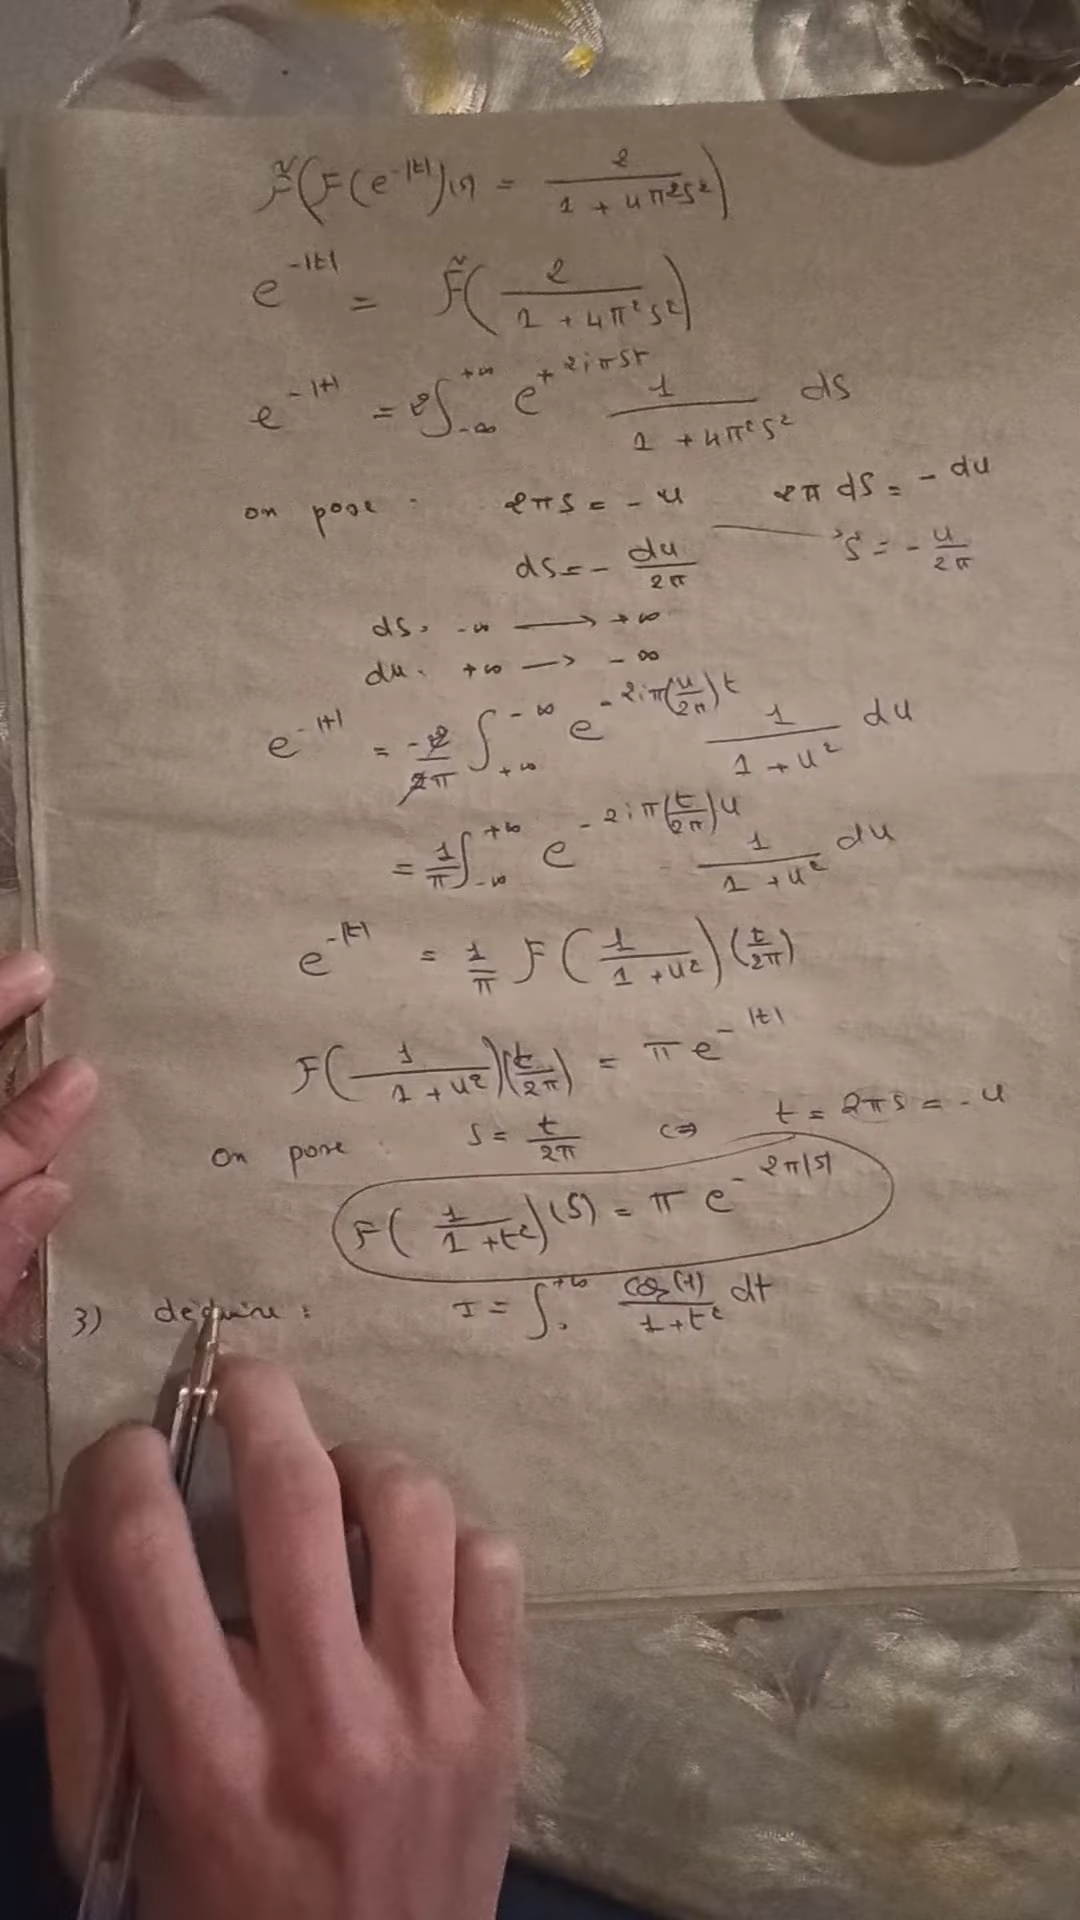 F̌(F(e^{-|t|})(s) = 2/(1 + 4π²s²))
e^{-|t|} = F̌(2/(1 + 4π²s²))
e^{-|t|} = 2∫_{-∞}^{+∞} e^{+2iπst} 1/(1 + 4π²s²) ds
on pose : 2πs = -u 2π ds = -du
ds = -du/2π s = -u/2π
ds. -∞ → +∞
du. +∞ → -∞
e^{-|t|} = -2/2π ∫_{+∞}^{-∞} e^{-2iπ(u/2π)t} 1/(1 + u²) du
= 1/π ∫_{-∞}^{+∞} e^{-2iπ(t/2π)u} 1/(1 + u²) du
e^{-|t|} = 1/π F(1/(1 + u²))(t/2π)
F(1/(1 + u²))(t/2π) = π e^{-|t|}
On pose : s = t/2π ⇔ t = 2πs = -u
F(1/(1 + t²))(s) = π e^{-2π|s|}
3) déduire : I = ∫_0^{+∞} cos(t)/(1 + t²) dt